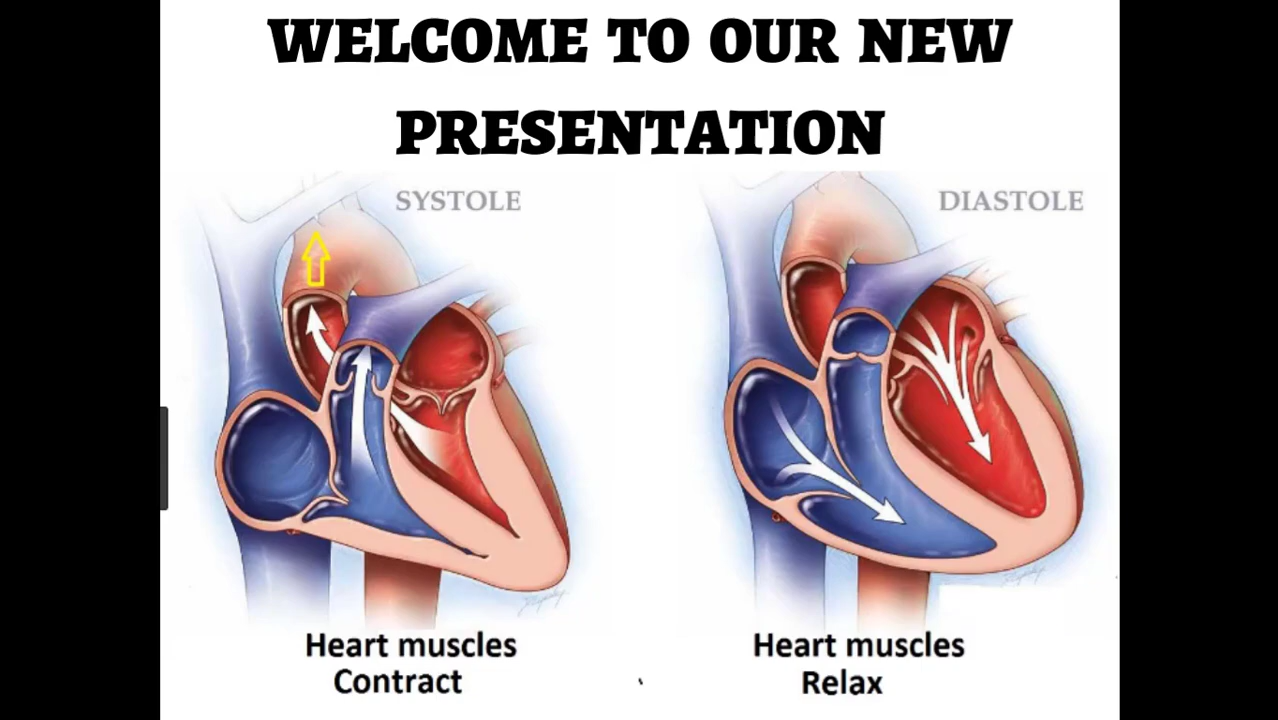 WELCOME TO OUR NEW
PRESENTATION
SYSTOLE
DIASTOLE
Heart muscles
Contract
Heart muscles
Relax